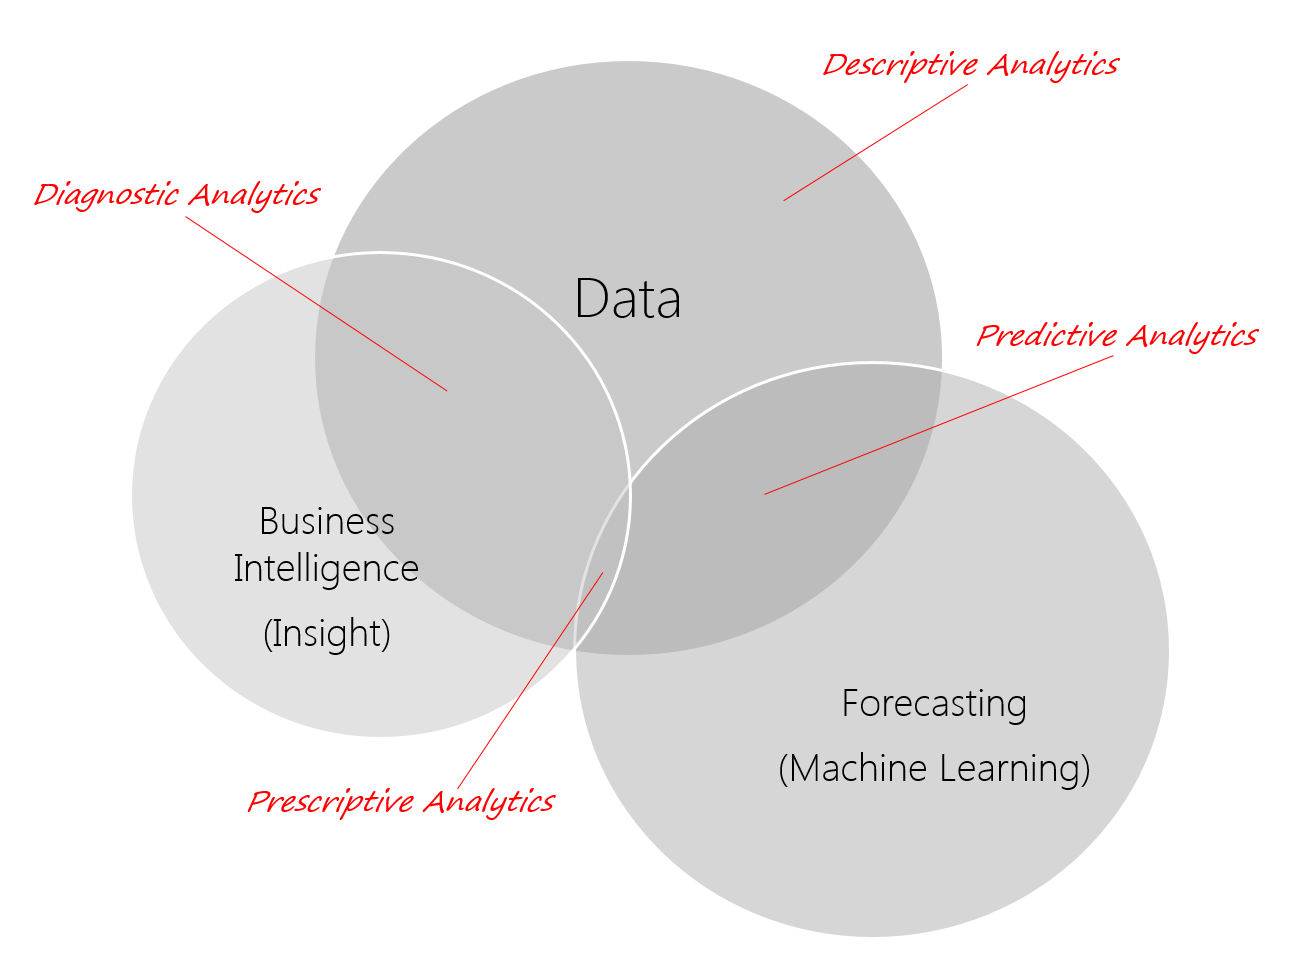 Descriptive Analytics
Diagnostic Analytics
Data
Predictive Analytics
Business
Intelligence
(Insight)
Forecasting
(Machine Learning)
Prescriptive Analytics